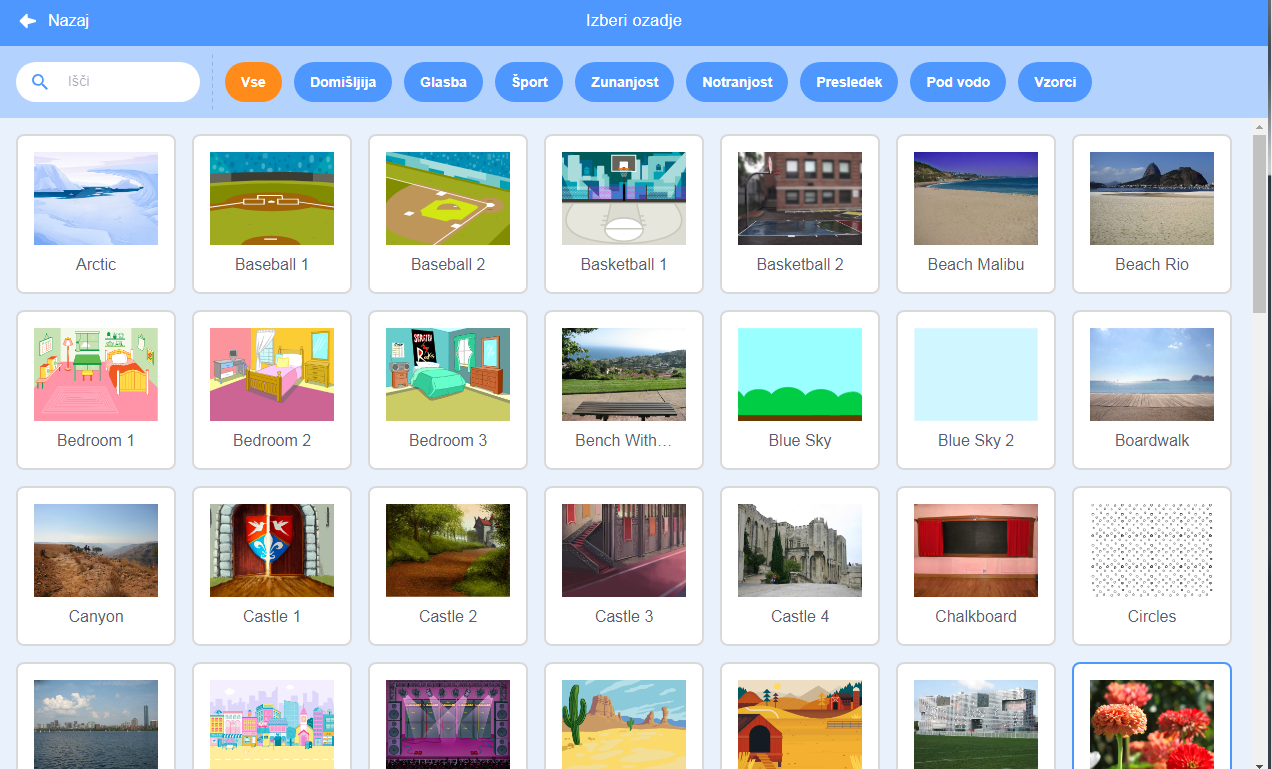 Nazaj
Izberi ozadje
Išči
Vse
Domišljija
Glasba
Šport
Zunanjost
Notranjost
Presledek
Pod vodo
Vzorci
Arctic
Baseball 1
Baseball 2
Basketball 1
Basketball 2
Beach Malibu
Beach Rio
Bedroom 1
Bedroom 2
Bedroom 3
Bench With…
Blue Sky
Blue Sky 2
Boardwalk
Canyon
Castle 1
Castle 2
Castle 3
Castle 4
Chalkboard
Circles